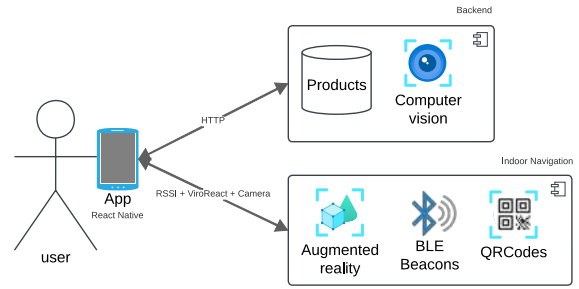 Backend
Products
Computer
vision
HTTP
App
React Native
RSSI + ViroReact + Camera
user
Indoor Navigation
Augmented
reality
BLE
Beacons
QRCodes